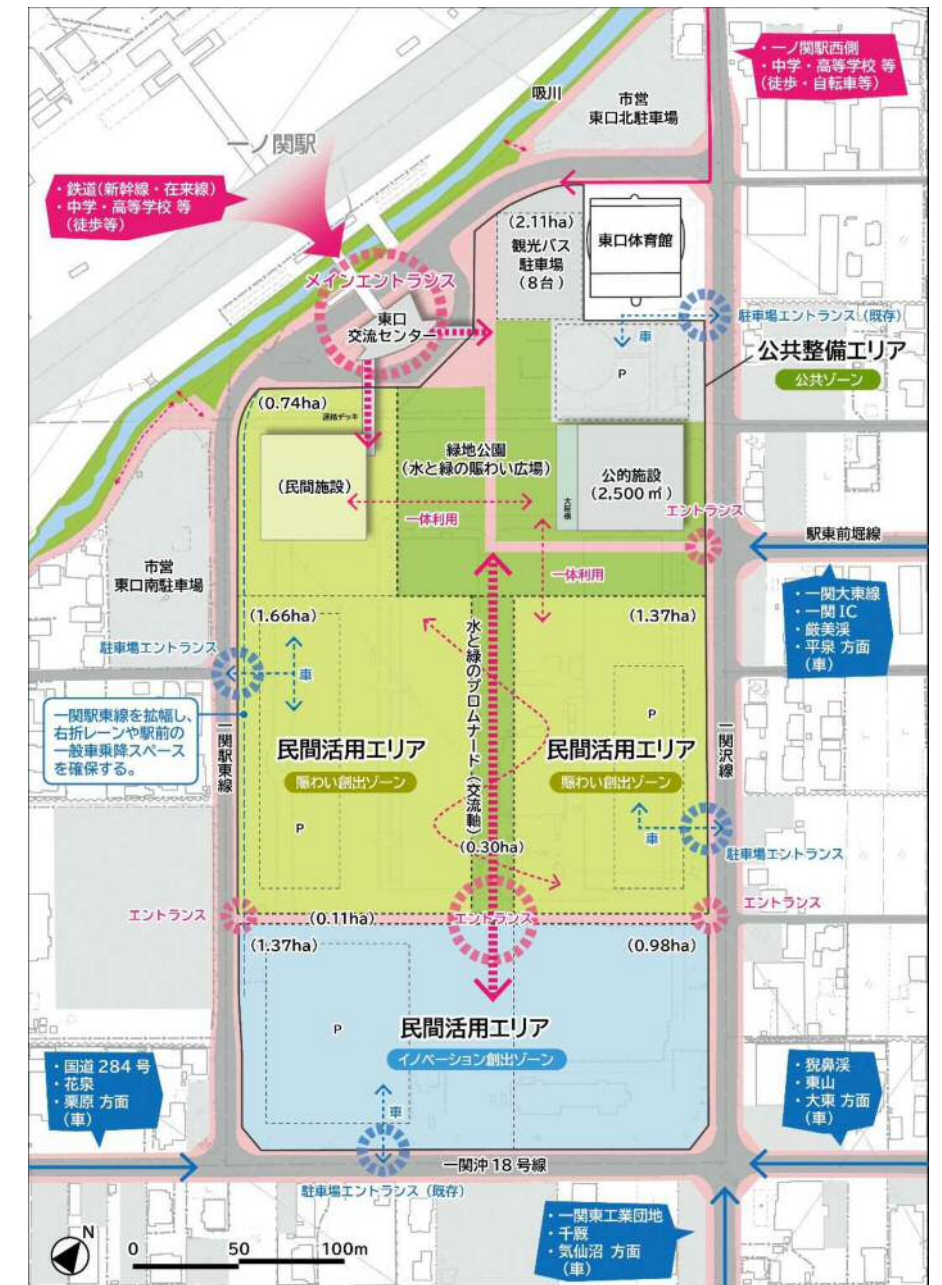 ・一ノ関駅西側
・中学・高等学校 等
(徒歩・自転車等)
吸川
市営
東口北駐車場
一ノ関駅
・鉄道(新幹線・在来線)
・中学・高等学校 等
(徒歩等)
(2.11ha)
観光バス
駐車場
(8台)
東口体育館
メインエントランス
東口
交流センター
駐車場エントランス(既存)
車
公共整備エリア
公共ゾーン
P
(0.74ha)
連絡デッキ
緑地公園
(水と緑の賑わい広場)
(民間施設)
公的施設
(2,500㎡)
大屋根
一体利用
エントランス
駅東前堀線
市営
東口南駐車場
一体利用
・一関大東線
・一関IC
・厳美渓
・平泉 方面
(車)
(1.66ha)
(1.37ha)
駐車場エントランス
車
水と緑のプロムナード(交流軸)
P
一関駅東線を拡幅し、
右折レーンや駅前の
一般車乗降スペース
を確保する。
一関駅東線
一関沢線
民間活用エリア
賑わい創出ゾーン
民間活用エリア
賑わい創出ゾーン
P
車
(0.30ha)
駐車場エントランス
エントランス
(0.11ha)
エントランス
エントランス
(1.37ha)
(0.98ha)
P
民間活用エリア
イノベーション創出ゾーン
・国道284号
・花泉
・栗原 方面
(車)
・猊鼻渓
・東山
・大東 方面
(車)
車
一関沖18号線
駐車場エントランス(既存)
・一関東工業団地
・千厩
・気仙沼 方面
(車)
N
0 50 100m